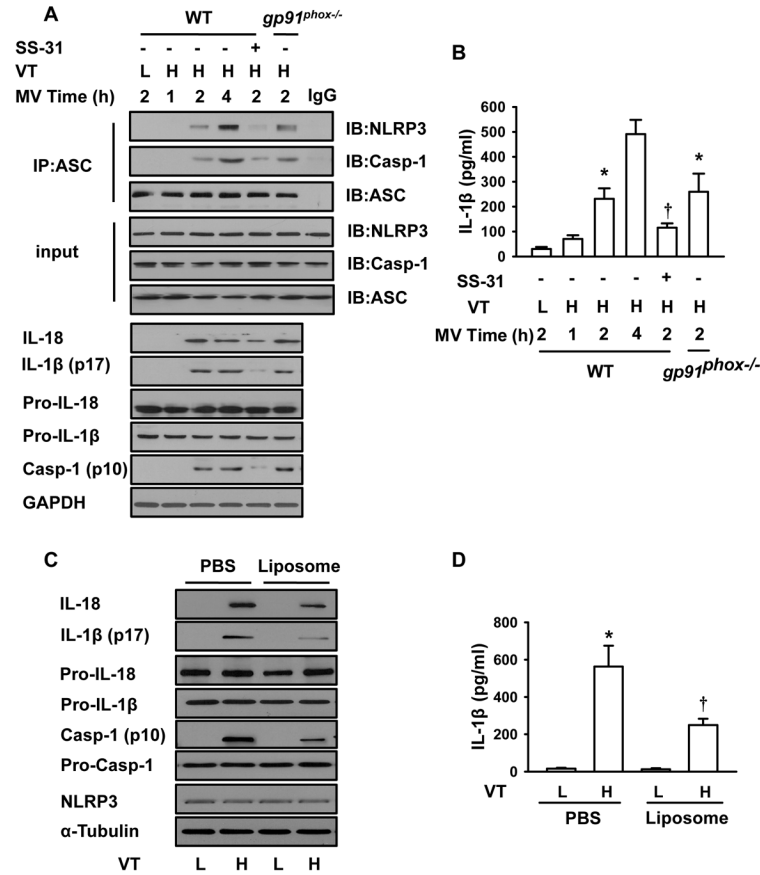 A
WT gp91phox-/-
SS-31 - - - - + -
VT L H H H H H
MV Time (h) 2 1 2 4 2 2 IgG
IP:ASC
IB:NLRP3
IB:Casp-1
IB:ASC
input
IB:NLRP3
IB:Casp-1
IB:ASC
IL-18
IL-1β (p17)
Pro-IL-18
Pro-IL-1β
Casp-1 (p10)
GAPDH
B
IL-1β (pg/ml)
600
500
400
300
200
100
0
* † *
SS-31 - - - - + -
VT L H H H H H
MV Time (h) 2 1 2 4 2 2
WT gp91phox-/-
C
PBS Liposome
IL-18
IL-1β (p17)
Pro-IL-18
Pro-IL-1β
Casp-1 (p10)
Pro-Casp-1
NLRP3
α-Tubulin
VT L H L H
D
IL-1β (pg/ml)
800
600
400
200
0
* †
VT L H L H
PBS Liposome